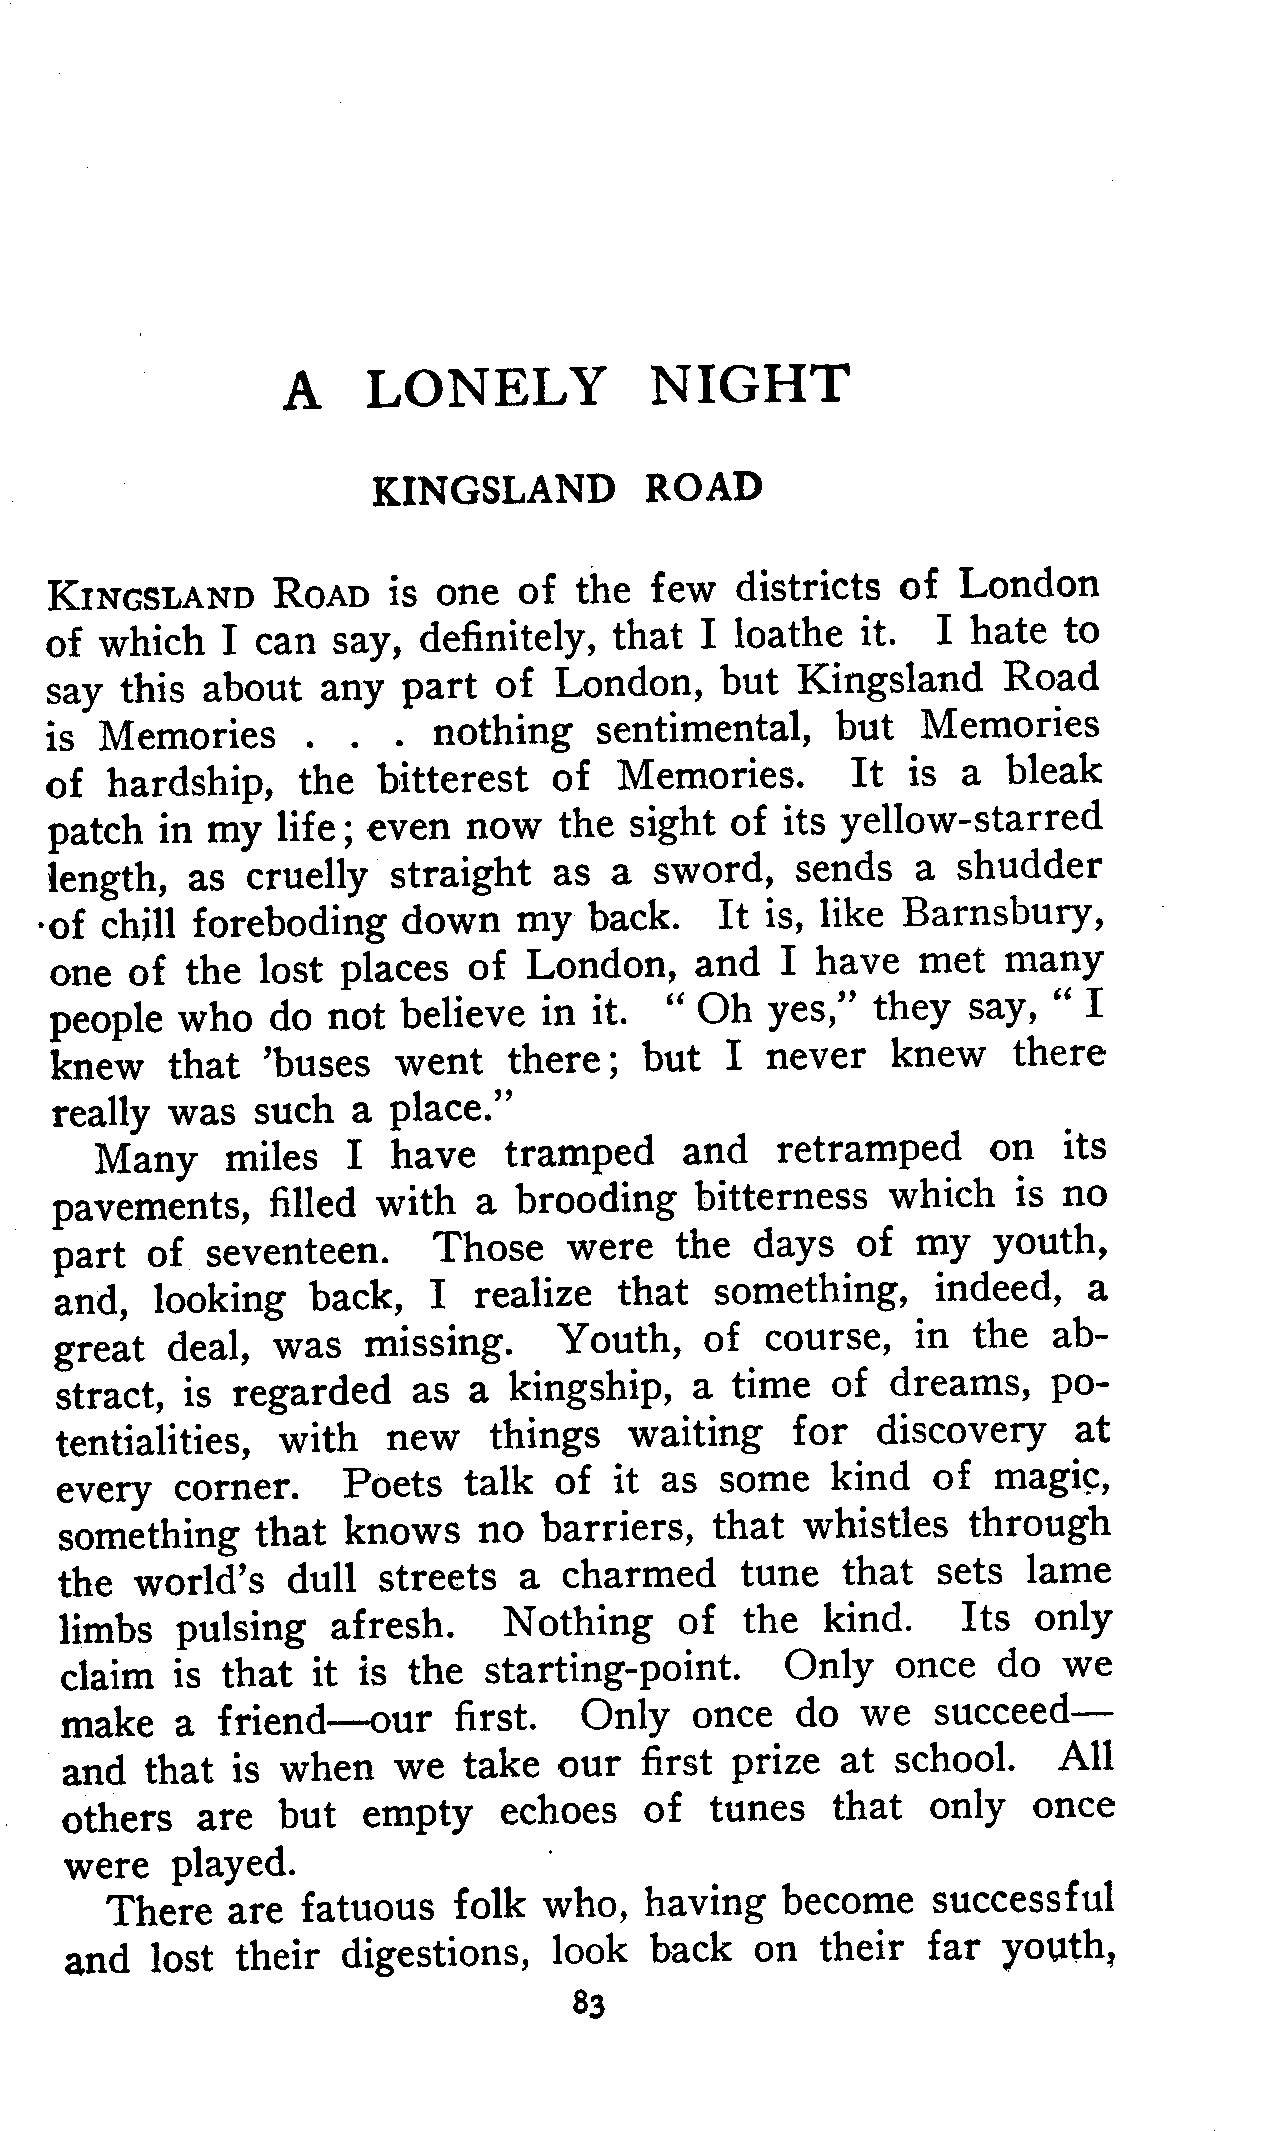 A LONELY NIGHT
KINGSLAND ROAD
KINGSLAND ROAD is one of the few districts of London
of which I can say, definitely, that I loathe it. I hate to
say this about any part of London, but Kingsland Road
is Memories . . . nothing sentimental, but Memories
of hardship, the bitterest of Memories. It is a bleak
patch in my life; even now the sight of its yellow-starred
length, as cruelly straight as a sword, sends a shudder
of chill foreboding down my back. It is, like Barnsbury,
one of the lost places of London, and I have met many
people who do not believe in it. “ Oh yes,” they say, “ I
knew that ’buses went there; but I never knew there
really was such a place.”
Many miles I have tramped and retramped on its
pavements, filled with a brooding bitterness which is no
part of seventeen. Those were the days of my youth,
and, looking back, I realize that something, indeed, a
great deal, was missing. Youth, of course, in the ab-
stract, is regarded as a kingship, a time of dreams, po-
tentialities, with new things waiting for discovery at
every corner. Poets talk of it as some kind of magic,
something that knows no barriers, that whistles through
the world’s dull streets a charmed tune that sets lame
limbs pulsing afresh. Nothing of the kind. Its only
claim is that it is the starting-point. Only once do we
make a friend—our first. Only once do we succeed—
and that is when we take our first prize at school. All
others are but empty echoes of tunes that only once
were played.
There are fatuous folk who, having become successful
and lost their digestions, look back on their far youth,
83